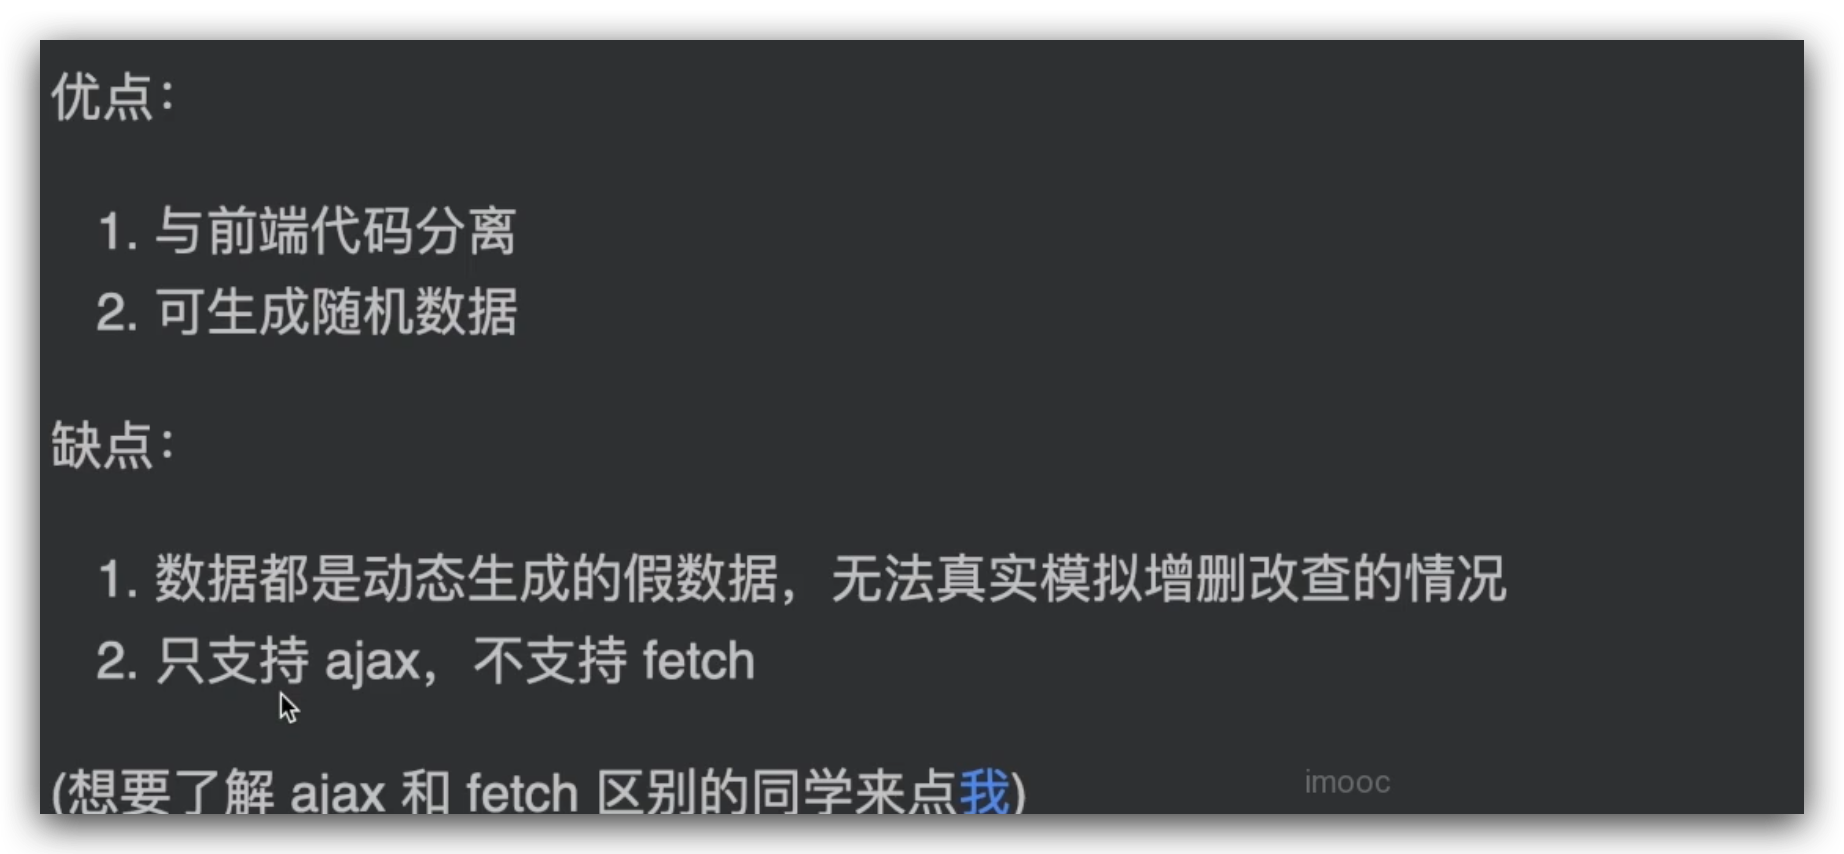 优点：
1. 与前端代码分离
2. 可生成随机数据
缺点：
1. 数据都是动态生成的假数据，无法真实模拟增删改查的情况
2. 只支持 ajax，不支持 fetch
(想要了解 ajax 和 fetch 区别的同学来点我)
imooc